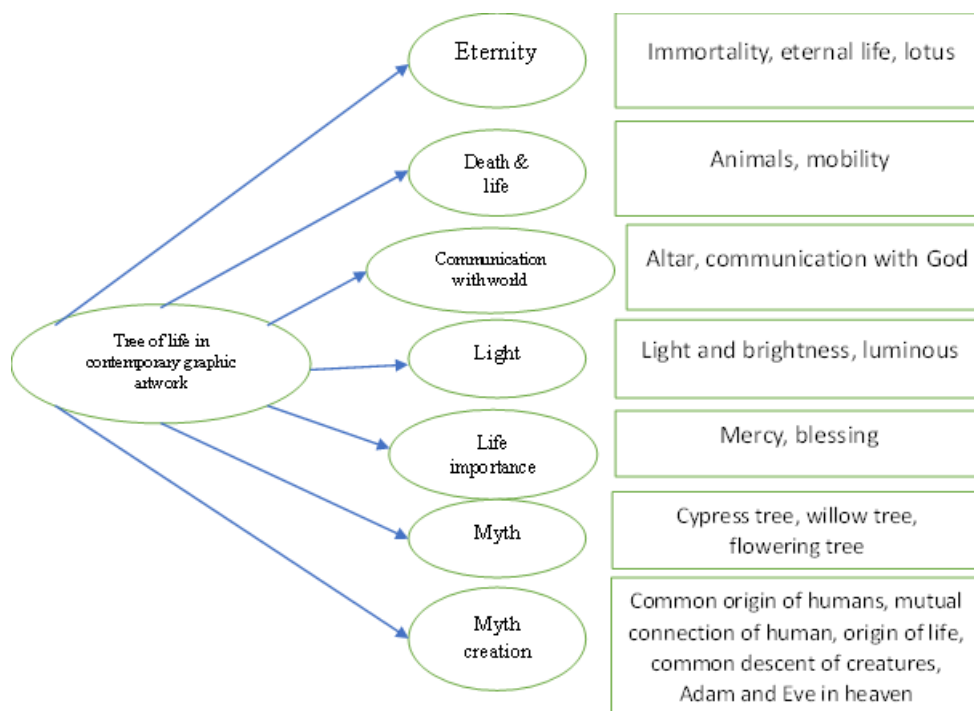 Eternity
Immortality, eternal life, lotus
Death &
life
Animals, mobility
Communication
with world
Altar, communication with God
Tree of life in
contemporary graphic
artwork
Light
Light and brightness, luminous
Life
importance
Mercy, blessing
Myth
Cypress tree, willow tree,
flowering tree
Myth
creation
Common origin of humans, mutual
connection of human, origin of life,
common descent of creatures,
Adam and Eve in heaven